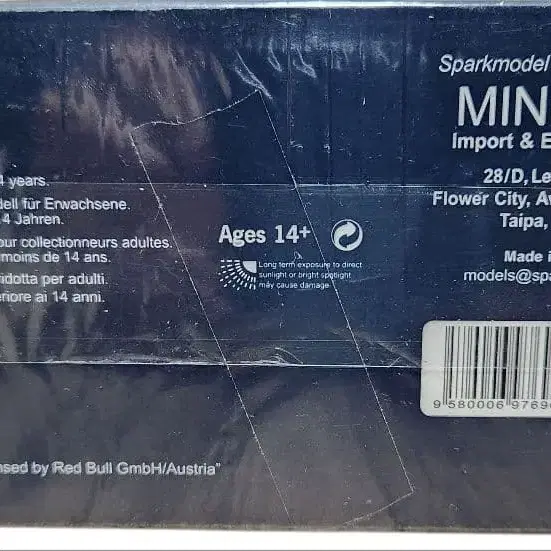 4 years.
dell für Erwachsene.
4 Jahren.
our collectionneurs adultes.
moins de 14 ans.
ridotta per adulti.
eriore ai 14 anni.
nsed by Red Bull GmbH/Austria"
Ages 14+
Long term exposure to direct
sunlight or bright spotlight
may cause damage
Sparkmodel
MIN
Import & E
28/D, Le
Flower City, Av
Taipa,
Made i
models@spa
9 580006 9769